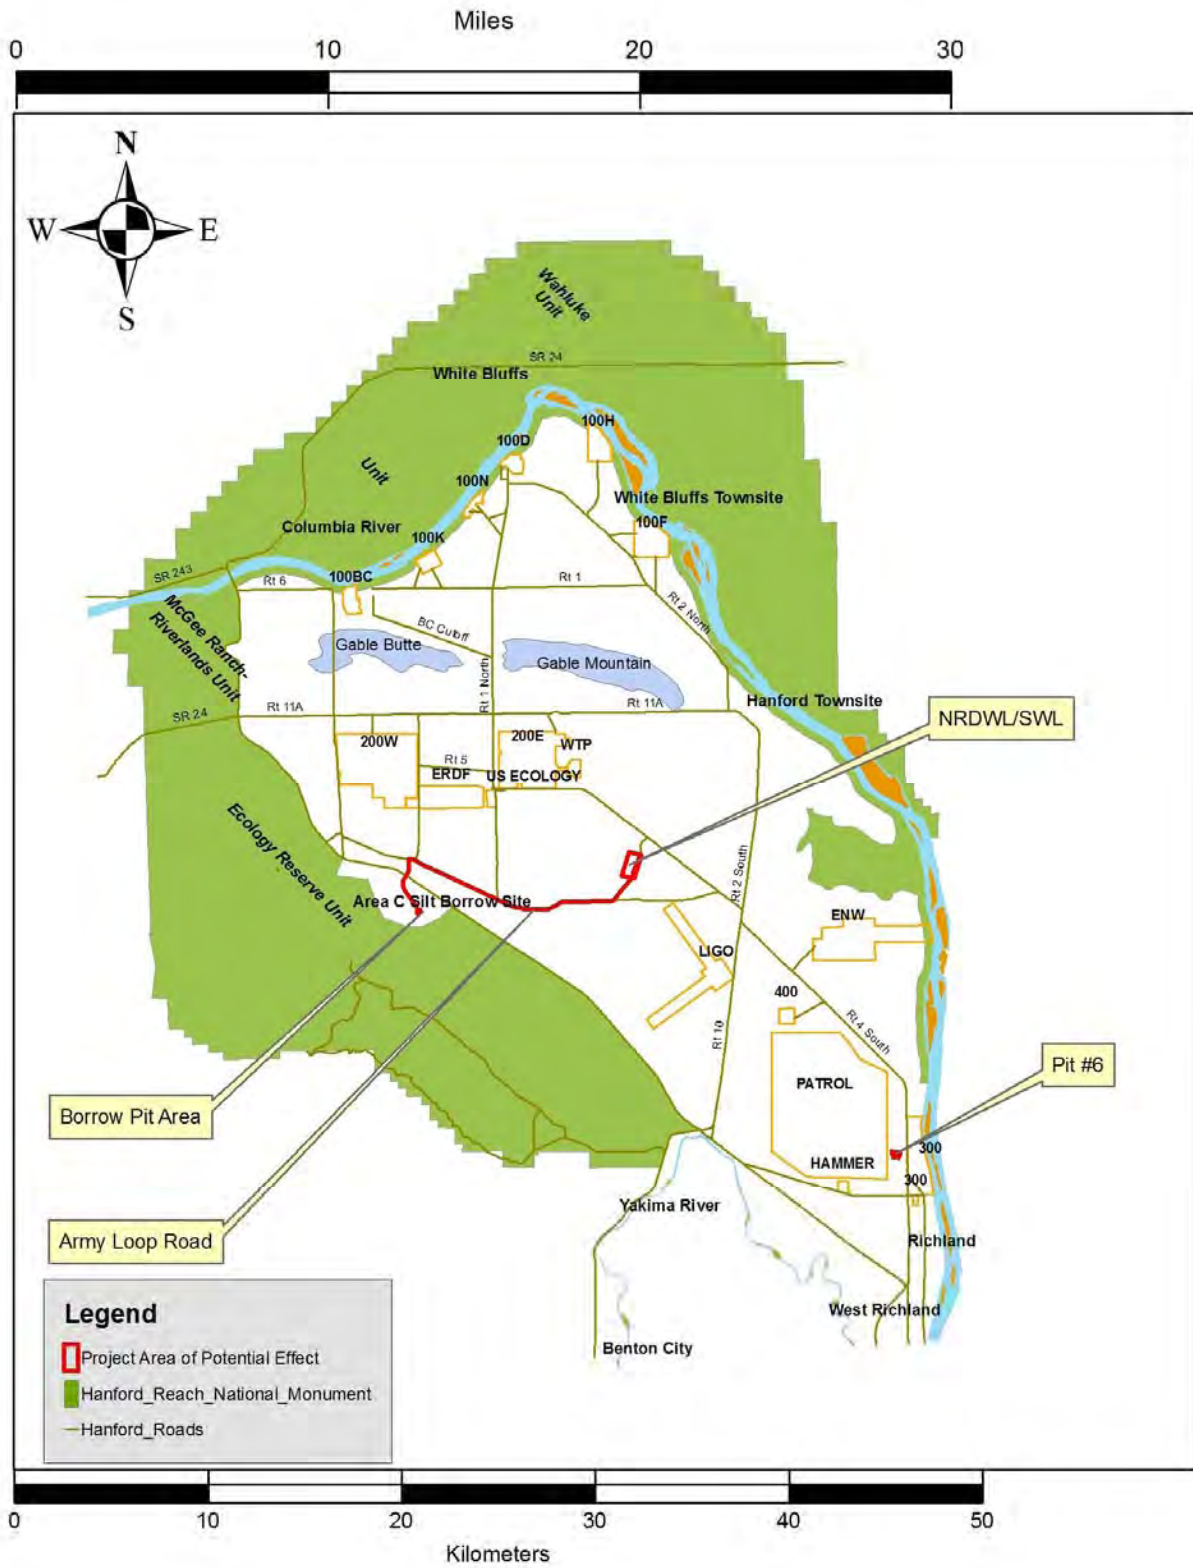 Miles
0 10 20 30
N
W E
S
Wahluke
Unit
SR 24
White Bluffs
100H
100D
Unit
100N
White Bluffs Townsite
Columbia River
100F
100K
SR 243
Rt 6
100BC
Rt 1
McGee Ranch-
Riverlands Unit
Rt 2 North
BC Cutoff
Gable Butte
Gable Mountain
Rt 1 North
Hanford Townsite
SR 24
Rt 11A
Rt 11A
NRDWL/SWL
200W
200E
WTP
Rt 5
ERDF
US ECOLOGY
Ecology Reserve Unit
Rt 2 South
Area C Silt Borrow Site
ENW
LIGO
400
Rt 10
Rt 4 South
Pit #6
PATROL
Borrow Pit Area
300
HAMMER
300
Yakima River
Army Loop Road
Richland
West Richland
Benton City
Legend
Project Area of Potential Effect
Hanford_Reach_National_Monument
Hanford_Roads
0 10 20 30 40 50
Kilometers